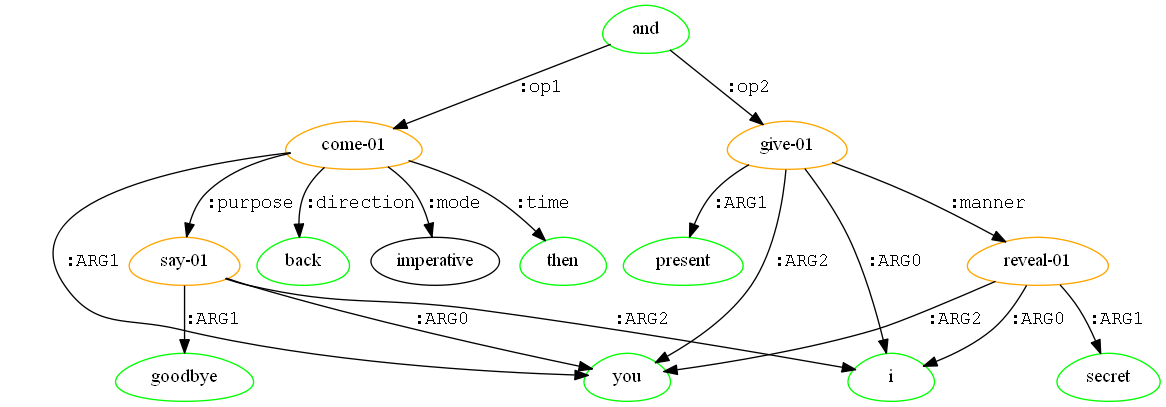 and
:op1
:op2
come-01
give-01
:purpose
:direction
:mode
:time
:ARG1
:manner
:ARG1
say-01
back
imperative
then
present
:ARG2
:ARG0
reveal-01
:ARG1
:ARG0
:ARG2
:ARG2
:ARG0
:ARG1
goodbye
you
i
secret